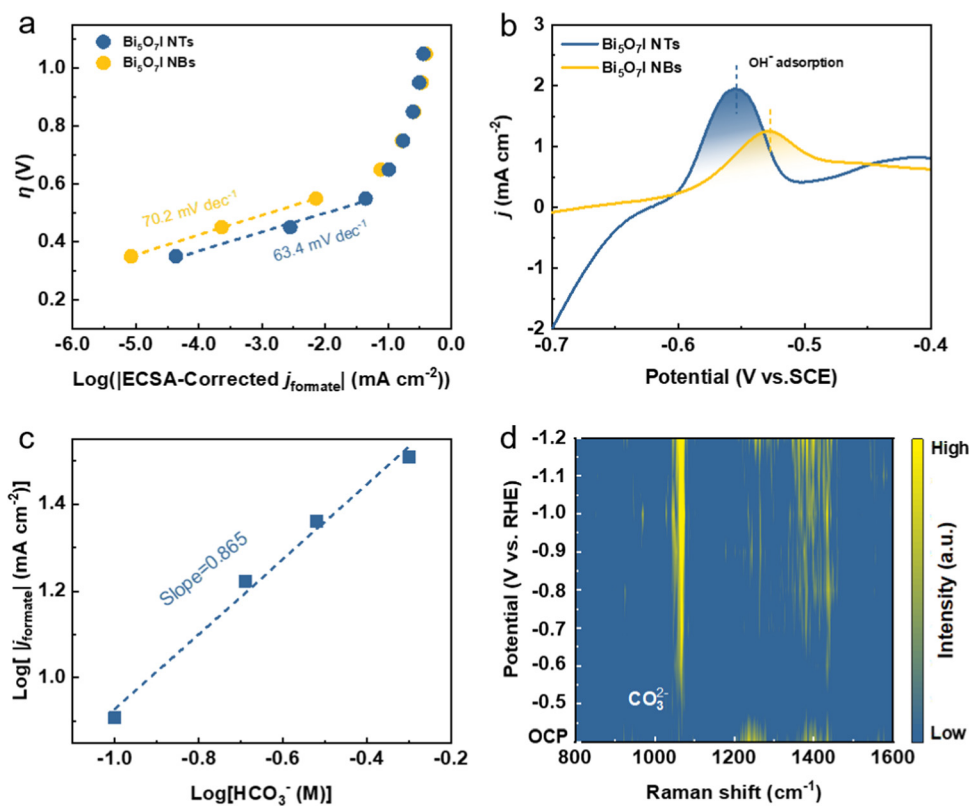 a
Bi₅O₇I NTs
Bi₅O₇I NBs
1.0
0.8
0.6
0.4
0.2
η (V)
70.2 mV dec⁻¹
63.4 mV dec⁻¹
-6.0
-5.0
-4.0
-3.0
-2.0
-1.0
0.0
Log(|ECSA-Corrected j_formate| (mA cm⁻²))
b
Bi₅O₇I NTs
Bi₅O₇I NBs
OH⁻ adsorption
3
2
1
0
-1
-2
j (mA cm⁻²)
-0.7
-0.6
-0.5
-0.4
Potential (V vs.SCE)
c
1.4
1.2
1.0
Log[ |j_formate| (mA cm⁻²)]
Slope=0.865
-1.0
-0.8
-0.6
-0.4
-0.2
Log[HCO₃⁻ (M)]
d
-1.2
-1.1
-1.0
-0.9
-0.8
-0.7
-0.6
-0.5
OCP
Potential (V vs. RHE)
CO₃²⁻
800
1000
1200
1400
1600
Raman shift (cm⁻¹)
High
Low
Intensity (a.u.)